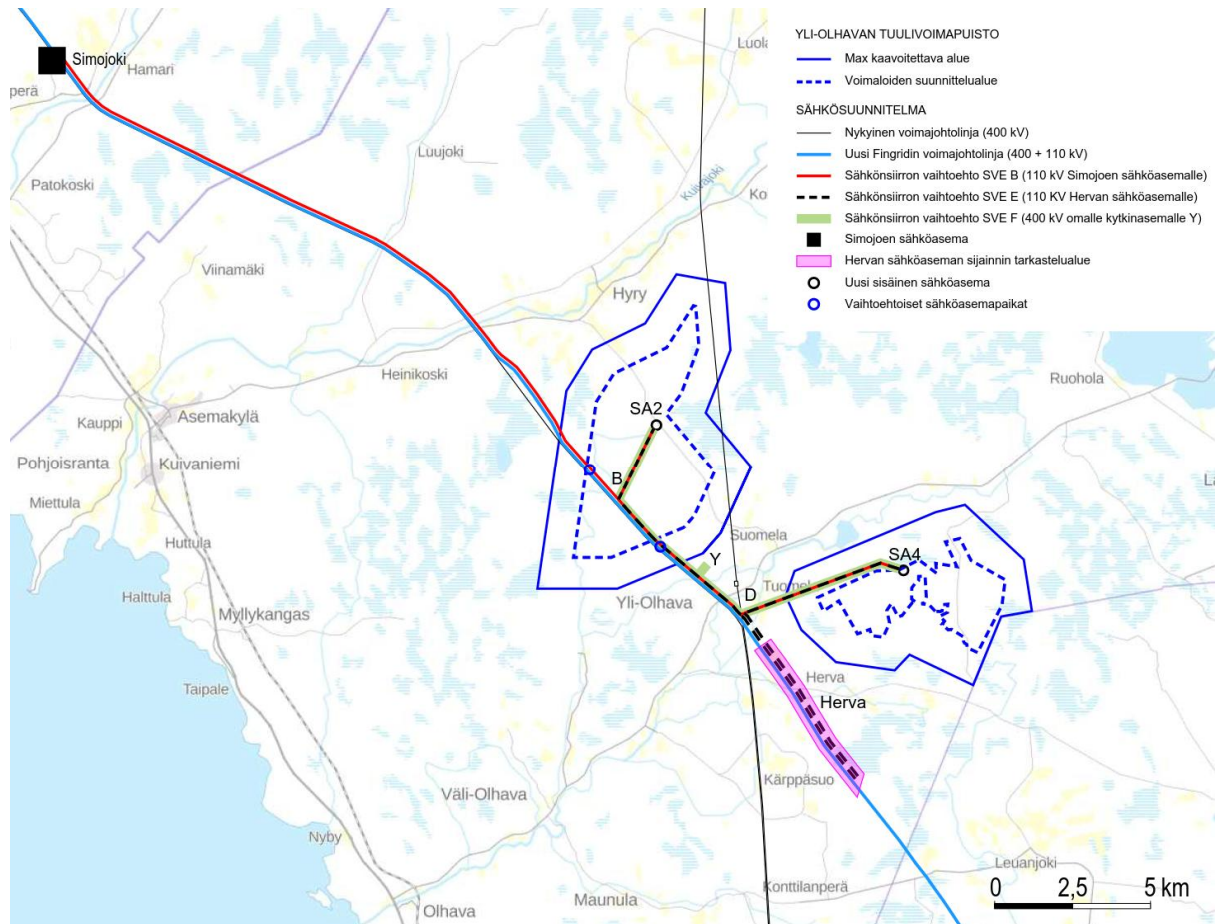 YLI-OLHAVAN TUULIVOIMAPUISTO
Max kaavoitettava alue
Voimaloiden suunnittelualue
SÄHKÖSUUNNITELMA
Nykyinen voimajohtolinja (400 kV)
Uusi Fingridin voimajohtolinja (400 + 110 kV)
Sähkönsiirron vaihtoehto SVE B (110 kV Simojoen sähköasemalle)
Sähkönsiirron vaihtoehto SVE E (110 KV Hervan sähköasemalle)
Sähkönsiirron vaihtoehto SVE F (400 kV omalle kytkinasemalle Y)
Simojoen sähköasema
Hervan sähköaseman sijainnin tarkastelualue
Uusi sisäinen sähköasema
Vaihtoehtoiset sähköasemapaikat
Simojoki
Hamari
perä
Luola
Patokoski
Luujoki
Kuivajoki
Ko
Viinamäki
Hyry
Heinikoski
Ruohola
Kauppi
Asemakylä
SA2
Pohjoisranta
Kuivaniemi
B
Miettula
Suomela
Huttula
Y
SA4
Halttula
Yli-Olhava
D
Myllykangas
Herva
Taipale
Herva
Kärppäsuo
Väli-Olhava
Nyby
Leuanjoki
Maunula
Konttilanperä
Olhava
0 2,5 5 km